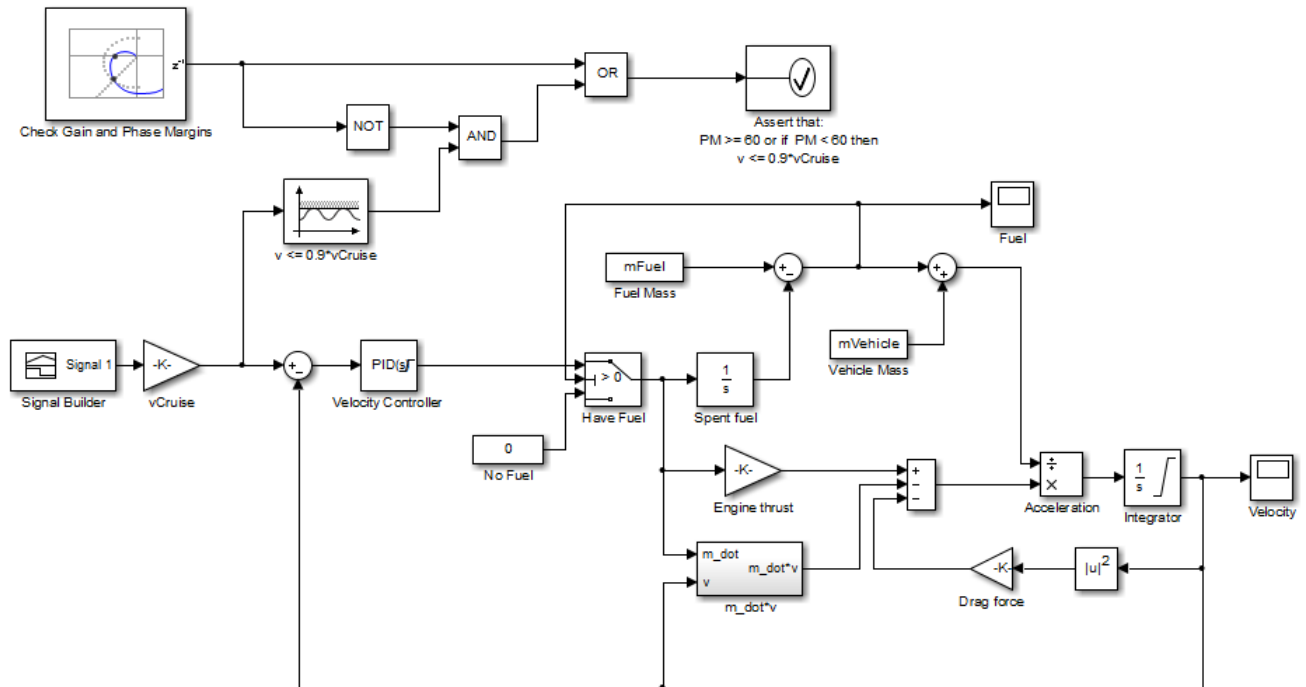 z⁻¹
Check Gain and Phase Margins
NOT
AND
OR
Assert that:
PM >= 60 or if PM < 60 then
v <= 0.9*vCruise
v <= 0.9*vCruise
Fuel
mFuel
Fuel Mass
+ -
+ +
mVehicle
Vehicle Mass
Signal 1
Signal Builder
-K-
vCruise
+ -
PID(s)
Velocity Controller
> 0
Have Fuel
0
No Fuel
1
s
Spent fuel
-K-
Engine thrust
+
-
-
÷
×
Acceleration
1
s
Integrator
Velocity
m_dot
v
m_dot*v
m_dot*v
-K-
Drag force
|u|²